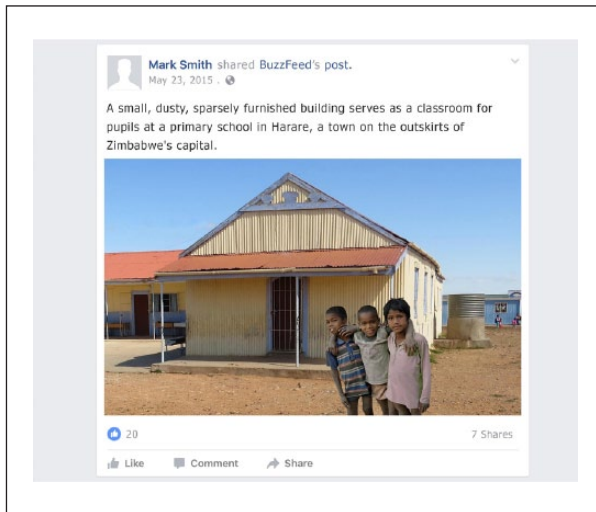 Mark Smith shared BuzzFeed's post.
May 23, 2015 .
A small, dusty, sparsely furnished building serves as a classroom for
pupils at a primary school in Harare, a town on the outskirts of
Zimbabwe's capital.
20
7 Shares
Like Comment Share